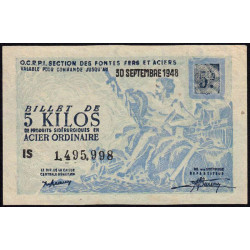 O.C.R.P.I. SECTION DES FONTES FERS ET ACIERS
VALABLE POUR COMMANDE JUSQU'AU
30 SEPTEMBRE 1948
BILLET DE
5 KILOS
DE PRODUITS SIDÉRURGIQUES EN
ACIER ORDINAIRE
IS 1.495,998